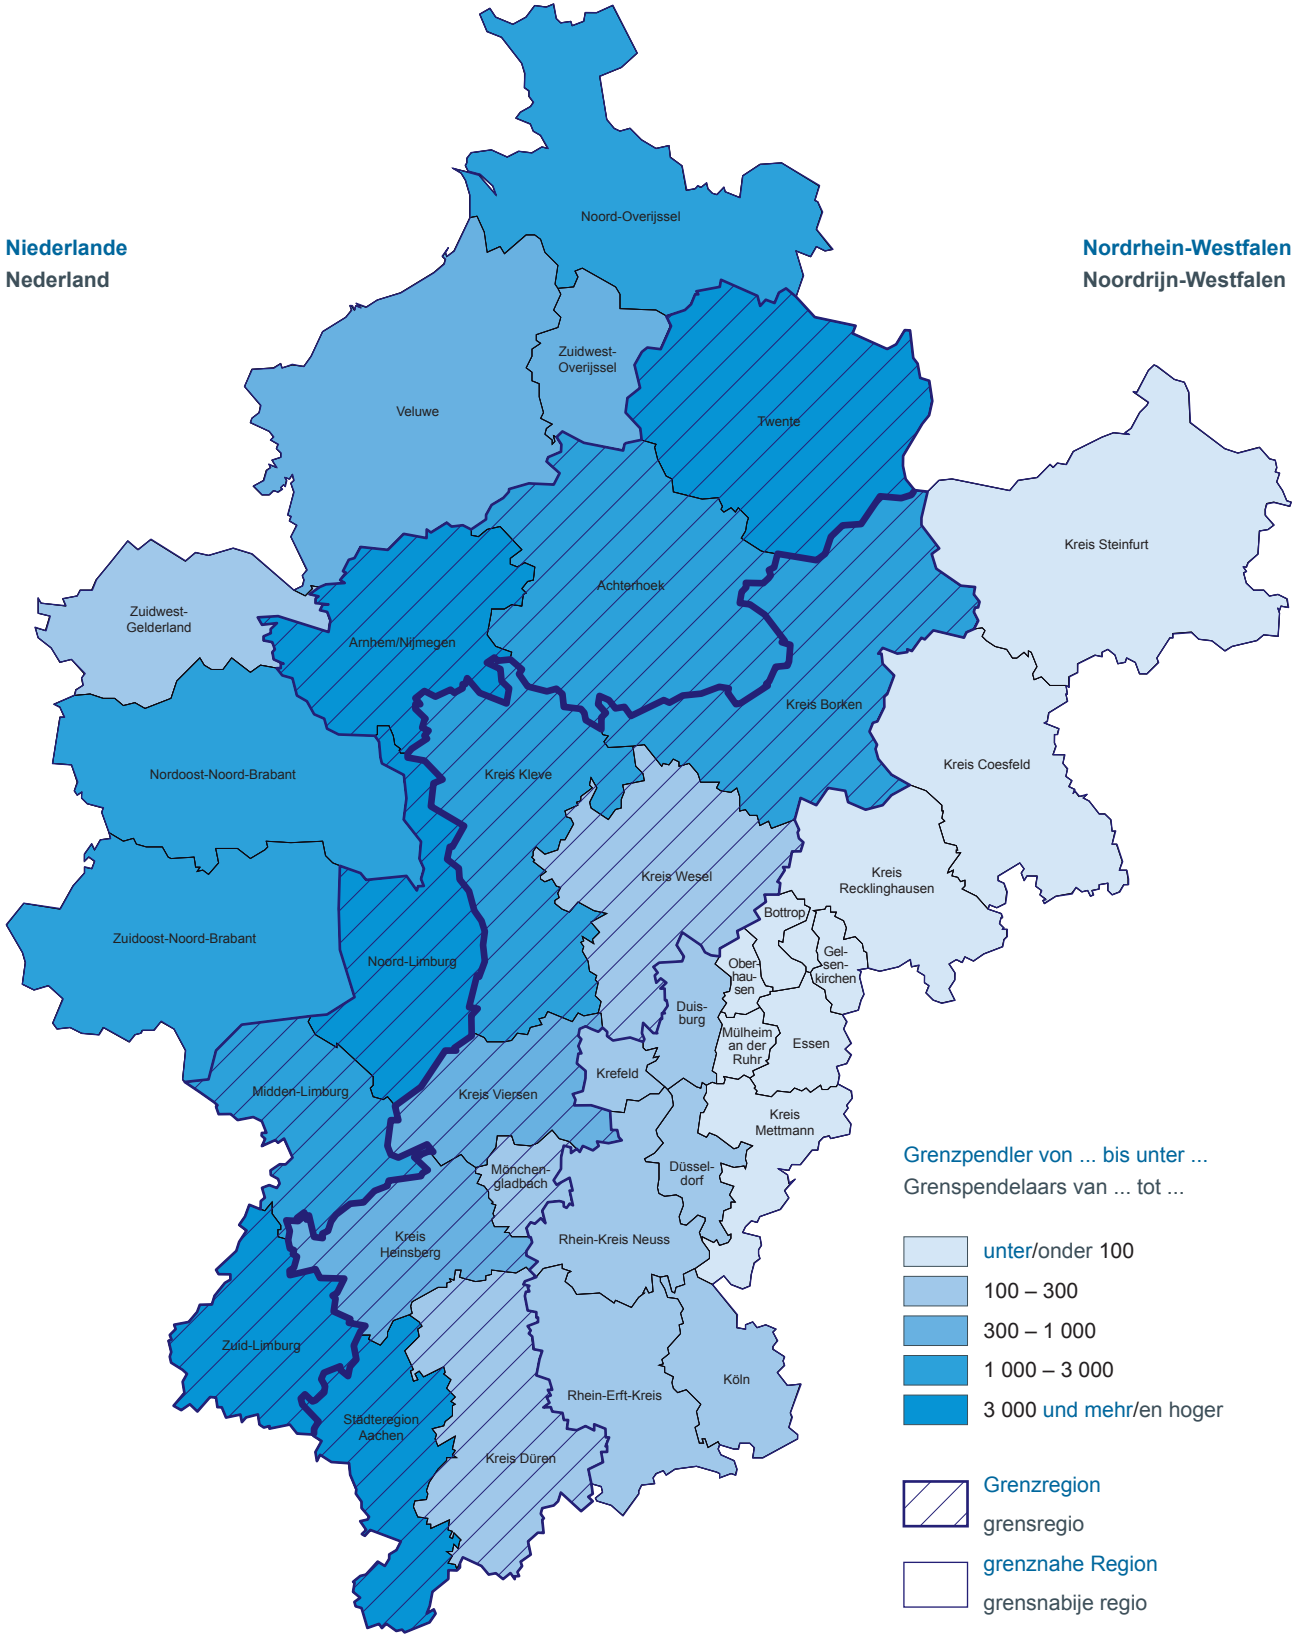 Niederlande
Nederland
Nordrhein-Westfalen
Noordrijn-Westfalen
Noord-Overijssel
Zuidwest-
Overijssel
Veluwe
Twente
Kreis Steinfurt
Achterhoek
Zuidwest-
Gelderland
Arnhem/Nijmegen
Kreis Borken
Nordoost-Noord-Brabant
Kreis Kleve
Kreis Coesfeld
Kreis Wesel
Kreis
Recklinghausen
Bottrop
Zuidoost-Noord-Brabant
Noord-Limburg
Gel-
sen-
kirchen
Ober-
hau-
sen
Duis-
burg
Mülheim
an der
Ruhr
Essen
Krefeld
Midden-Limburg
Kreis Viersen
Kreis
Mettmann
Mönchen-
gladbach
Düssel-
dorf
Kreis
Heinsberg
Rhein-Kreis Neuss
Zuid-Limburg
Köln
Rhein-Erft-Kreis
Städteregion
Aachen
Kreis Düren
Grenzpendler von ... bis unter ...
Grenspendelaars van ... tot ...
unter/onder 100
100 – 300
300 – 1 000
1 000 – 3 000
3 000 und mehr/en hoger
Grenzregion
grensregio
grenznahe Region
grensnabije regio